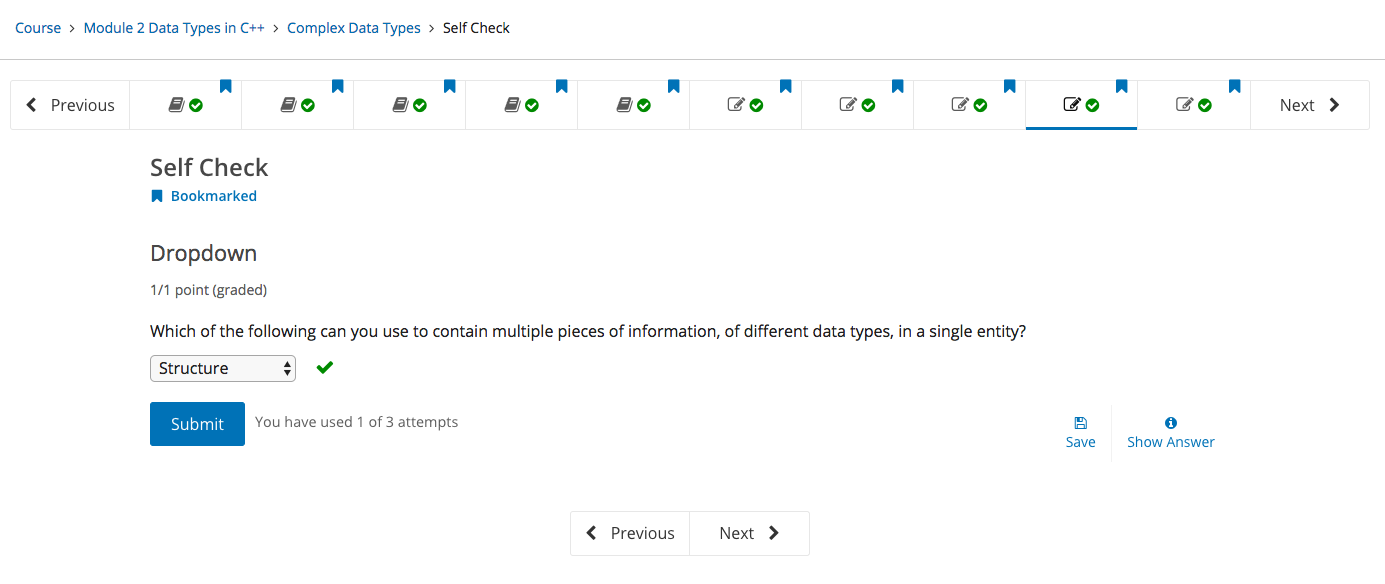 Course > Module 2 Data Types in C++ > Complex Data Types > Self Check
Previous Next
Self Check
Bookmarked
Dropdown
1/1 point (graded)
Which of the following can you use to contain multiple pieces of information, of different data types, in a single entity?
Structure
Submit You have used 1 of 3 attempts
Save Show Answer
Previous Next